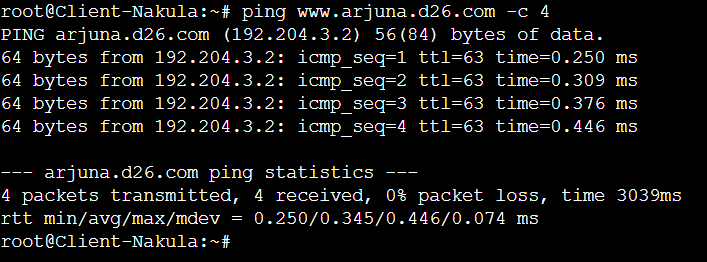 root@Client-Nakula:~# ping www.arjuna.d26.com -c 4
PING arjuna.d26.com (192.204.3.2) 56(84) bytes of data.
64 bytes from 192.204.3.2: icmp_seq=1 ttl=63 time=0.250 ms
64 bytes from 192.204.3.2: icmp_seq=2 ttl=63 time=0.309 ms
64 bytes from 192.204.3.2: icmp_seq=3 ttl=63 time=0.376 ms
64 bytes from 192.204.3.2: icmp_seq=4 ttl=63 time=0.446 ms
--- arjuna.d26.com ping statistics ---
4 packets transmitted, 4 received, 0% packet loss, time 3039ms
rtt min/avg/max/mdev = 0.250/0.345/0.446/0.074 ms
root@Client-Nakula:~#